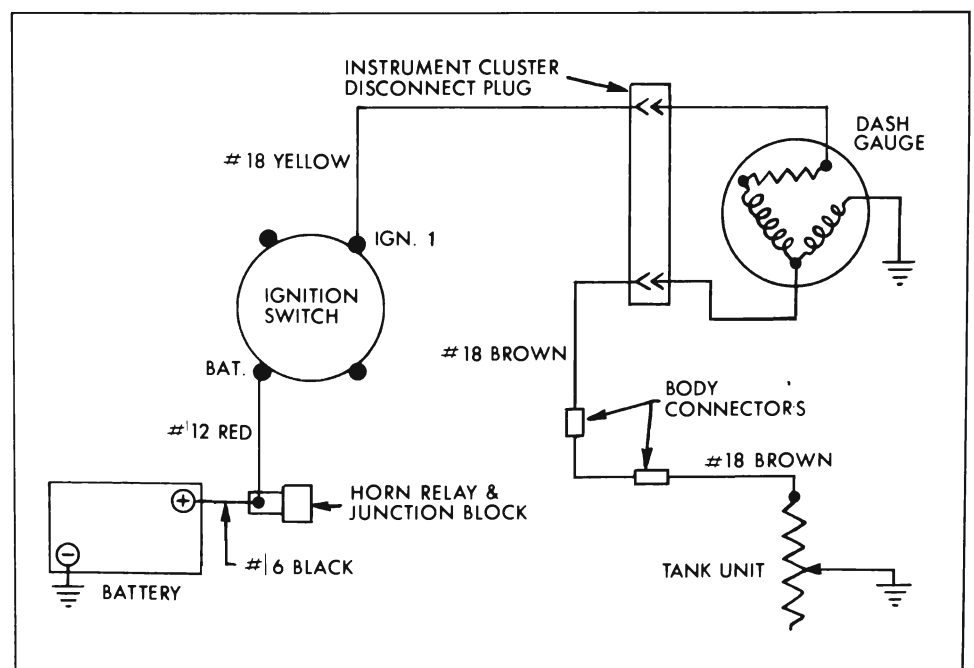 INSTRUMENT CLUSTER
DISCONNECT PLUG
DASH
GAUGE
#18 YELLOW
IGN. 1
IGNITION
SWITCH
BAT.
#18 BROWN
BODY
CONNECTORS
#12 RED
#18 BROWN
HORN RELAY &
JUNCTION BLOCK
+
−
#6 BLACK
TANK UNIT
BATTERY